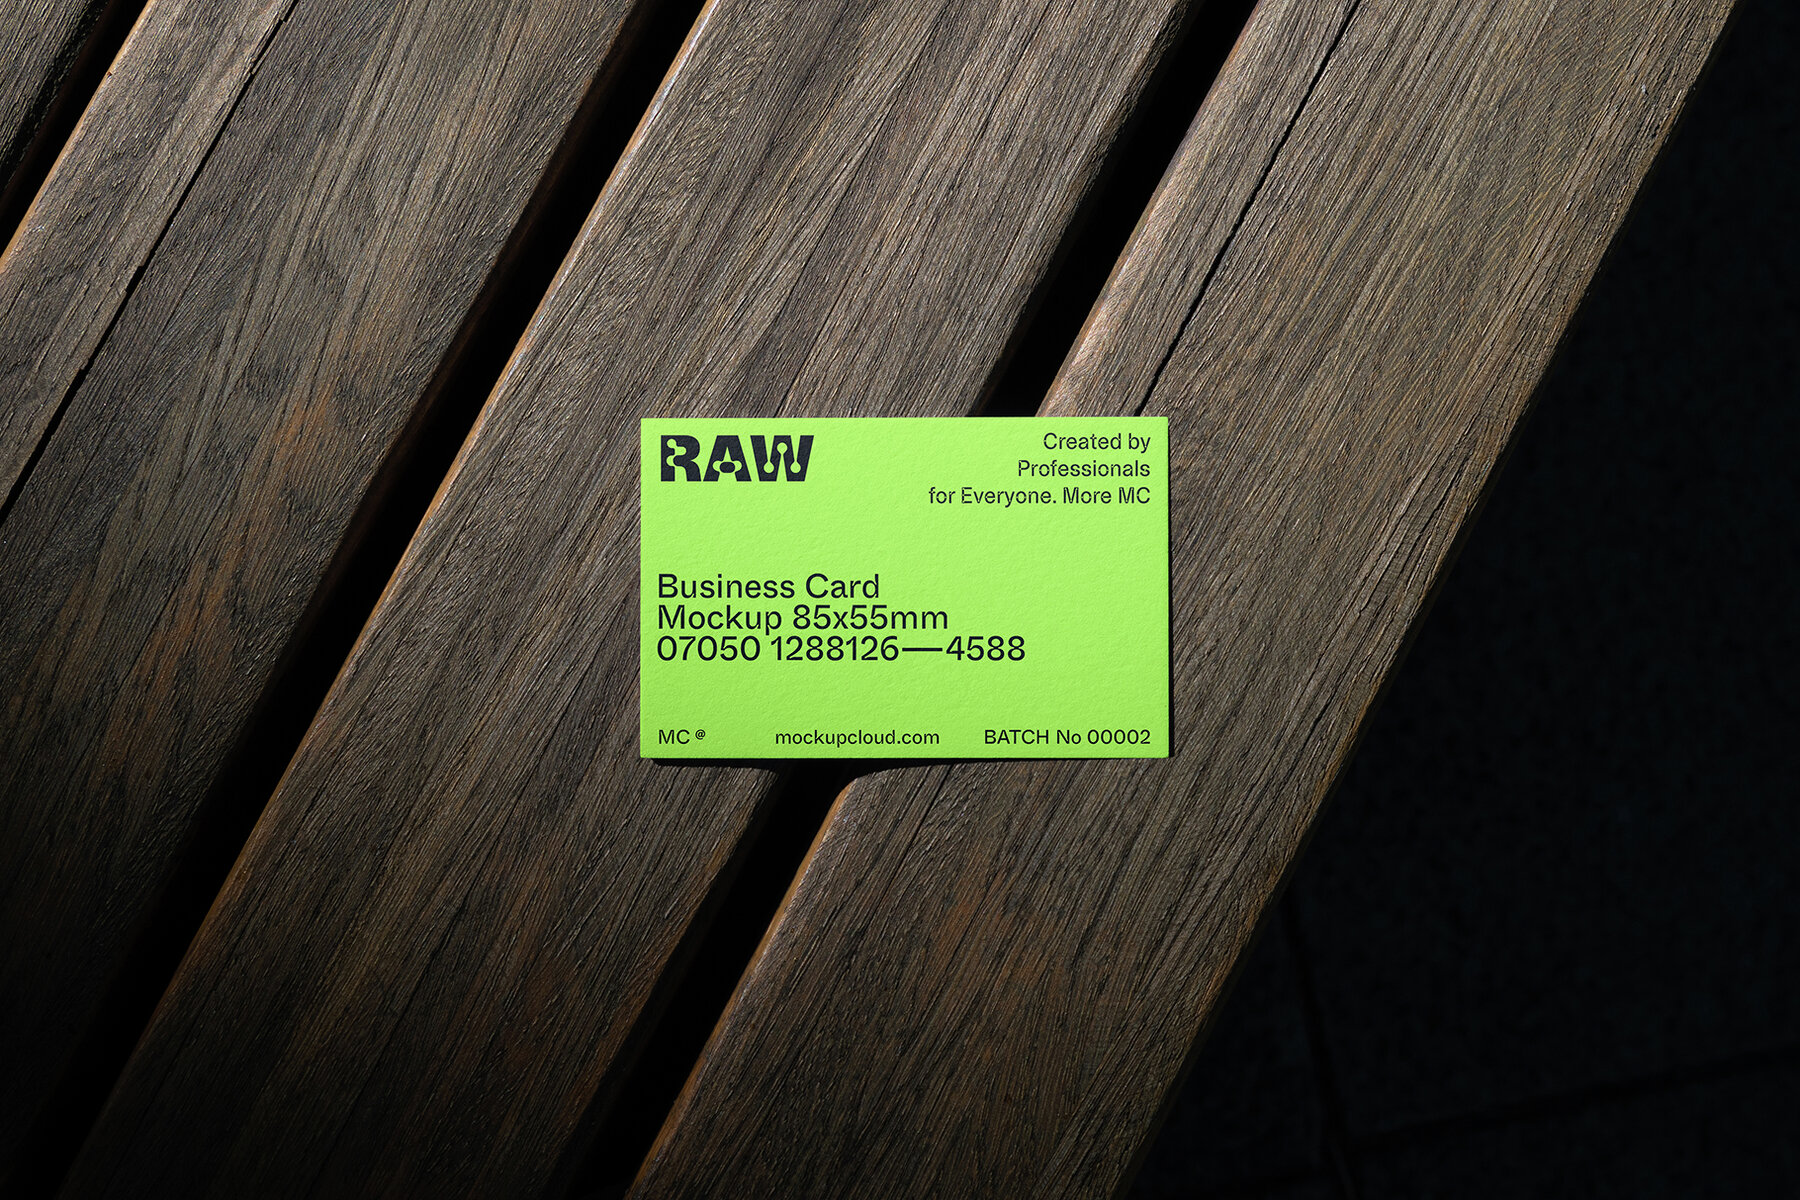 RAW
Created by
Professionals
for Everyone. More MC
Business Card
Mockup 85x55mm
07050 1288126—4588
MC @
mockupcloud.com
BATCH No 00002